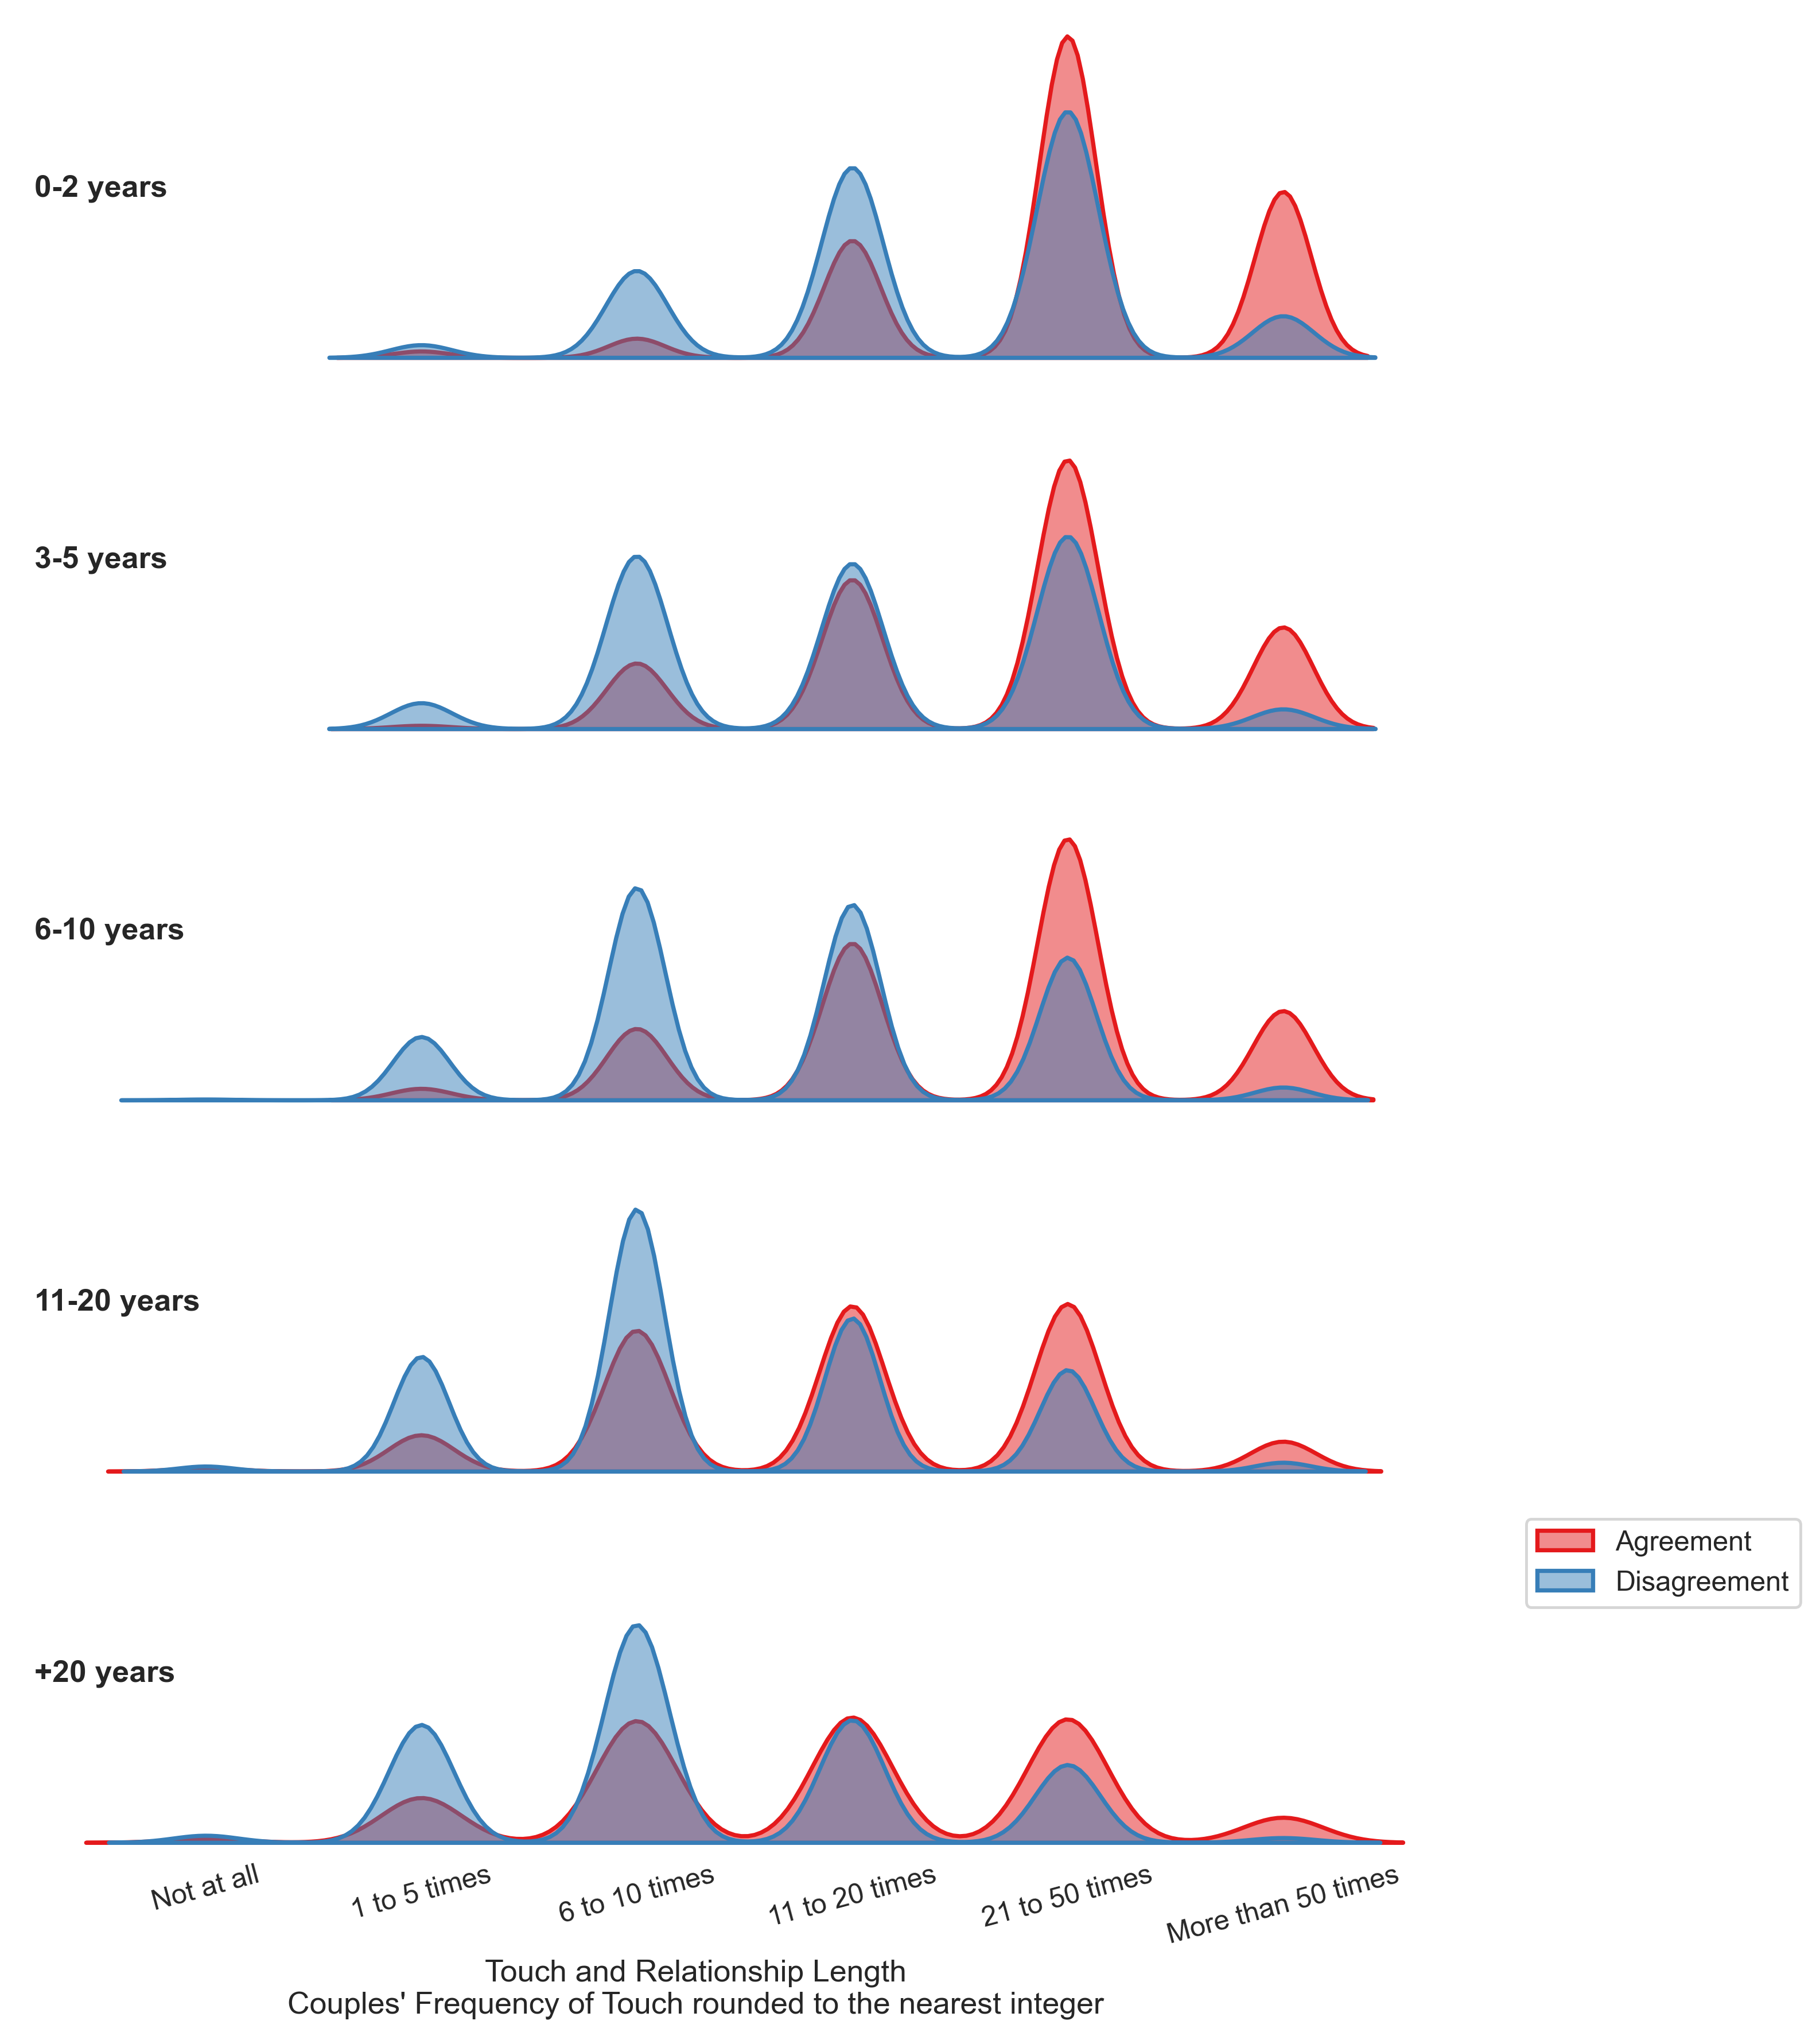 0-2 years
3-5 years
6-10 years
11-20 years
Agreement
Disagreement
+20 years
Not at all
1 to 5 times
6 to 10 times
11 to 20 times
21 to 50 times
More than 50 times
Touch and Relationship Length
Couples' Frequency of Touch rounded to the nearest integer